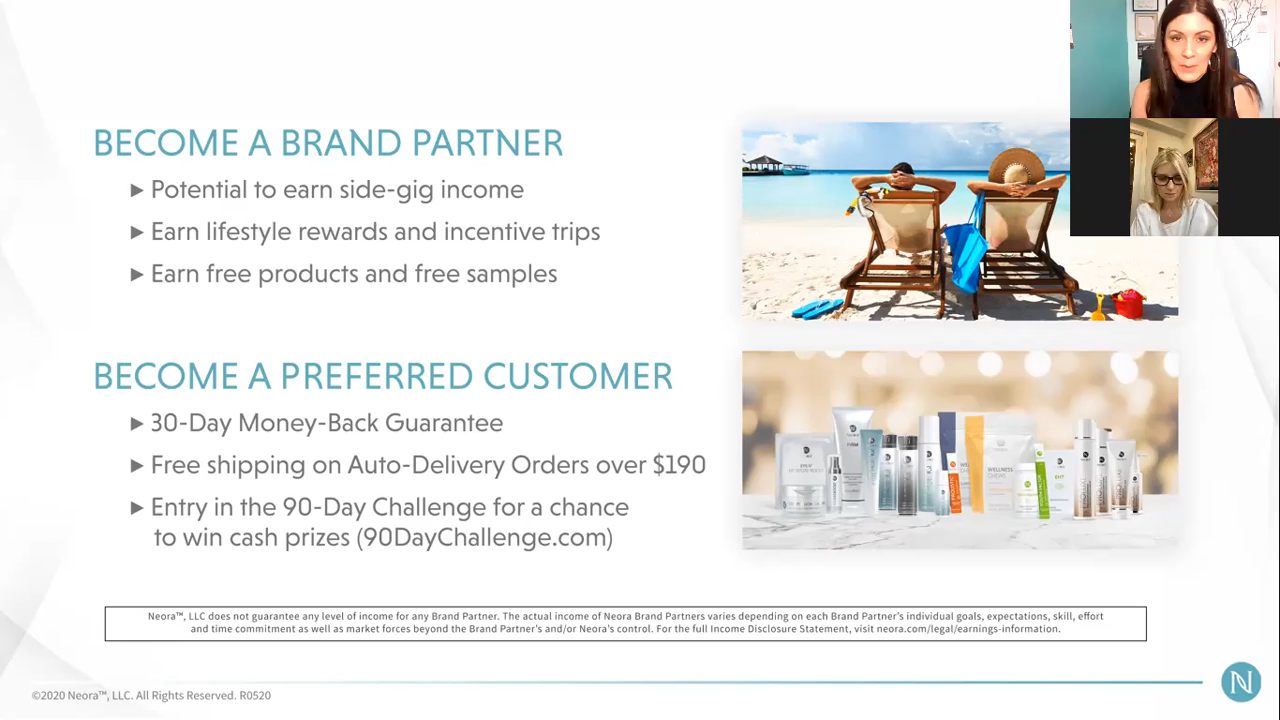 BECOME A BRAND PARTNER
▶ Potential to earn side-gig income
▶ Earn lifestyle rewards and incentive trips
▶ Earn free products and free samples
BECOME A PREFERRED CUSTOMER
▶ 30-Day Money-Back Guarantee
▶ Free shipping on Auto-Delivery Orders over $190
▶ Entry in the 90-Day Challenge for a chance
to win cash prizes (90DayChallenge.com)
WELLNESS
CHEWS
EHT
Neora™, LLC does not guarantee any level of income for any Brand Partner. The actual income of Neora Brand Partners varies depending on each Brand Partner's individual goals, expectations, skill, effort
and time commitment as well as market forces beyond the Brand Partner's and/or Neora's control. For the full Income Disclosure Statement, visit neora.com/legal/earnings-information.
©2020 Neora™, LLC. All Rights Reserved. R0520
N